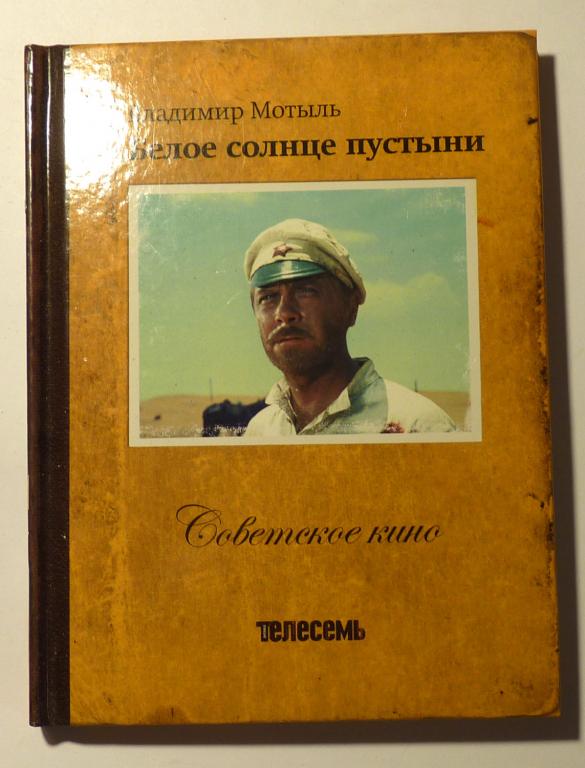 Владимир Мотыль
Белое солнце пустыни
Советское кино
телесемь